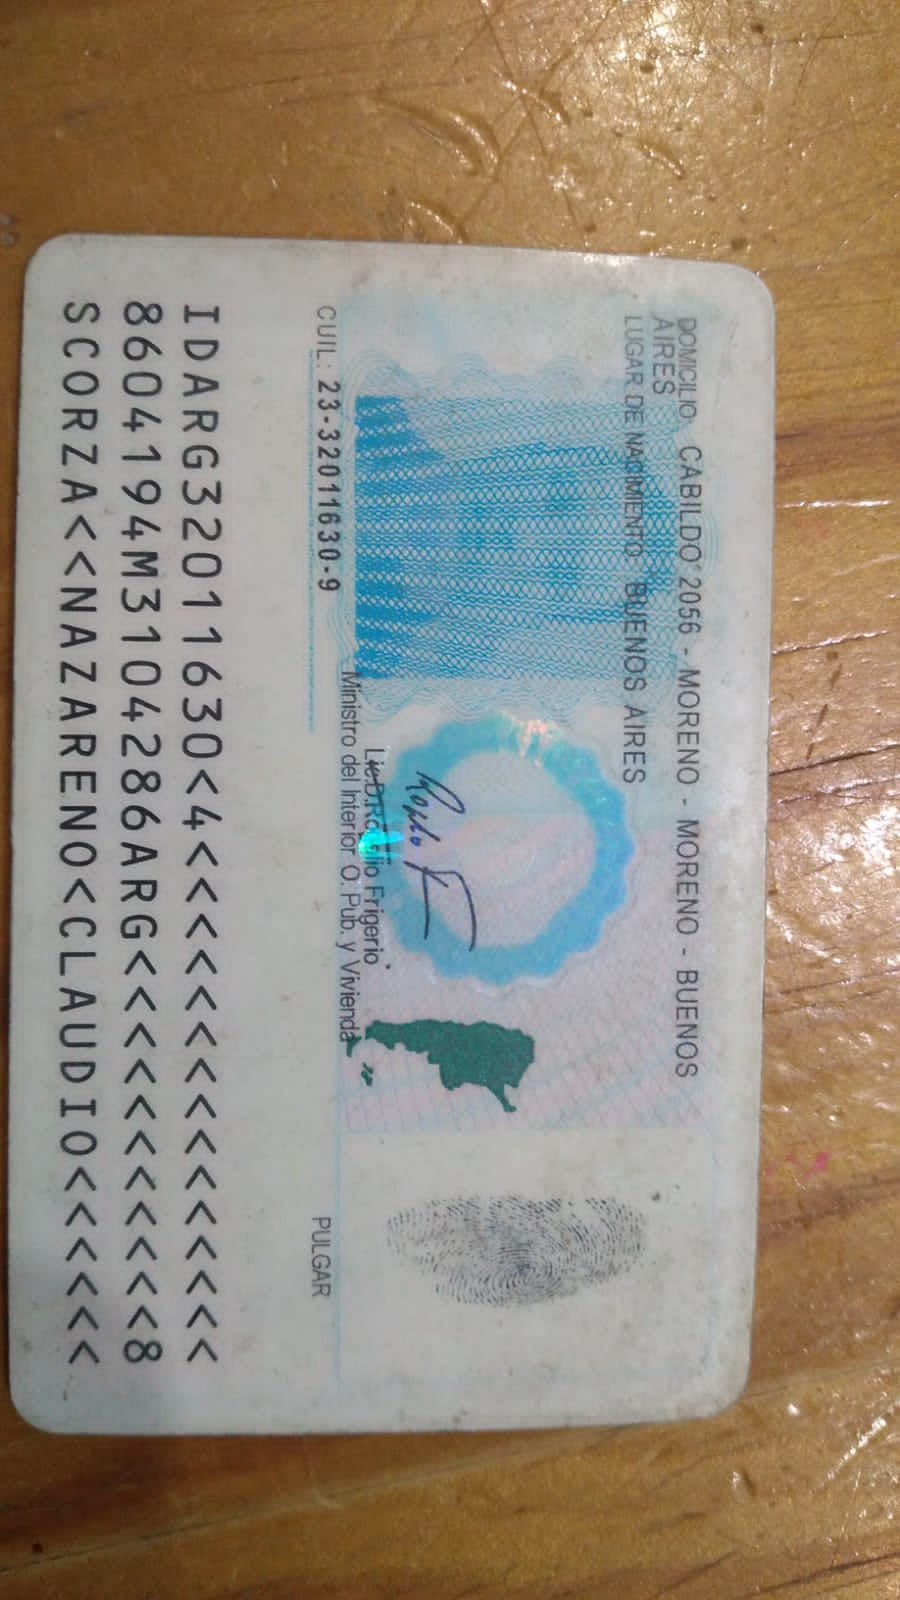 DOMICILIO: CABILDO 2056 - MORENO - MORENO - BUENOS
AIRES
LUGAR DE NACIMIENTO: BUENOS AIRES
Rogelio Frigerio
Ministro del Interior, O. Pub. y Vivienda
CUIL: 23-32011630-9
PULGAR
IDARG32011630<4<<<<<<<<<<<<<<<
8604194M3104286ARG<<<<<<<<<<<8
SCORZA<<NAZARENO<CLAUDIO<<<<<<